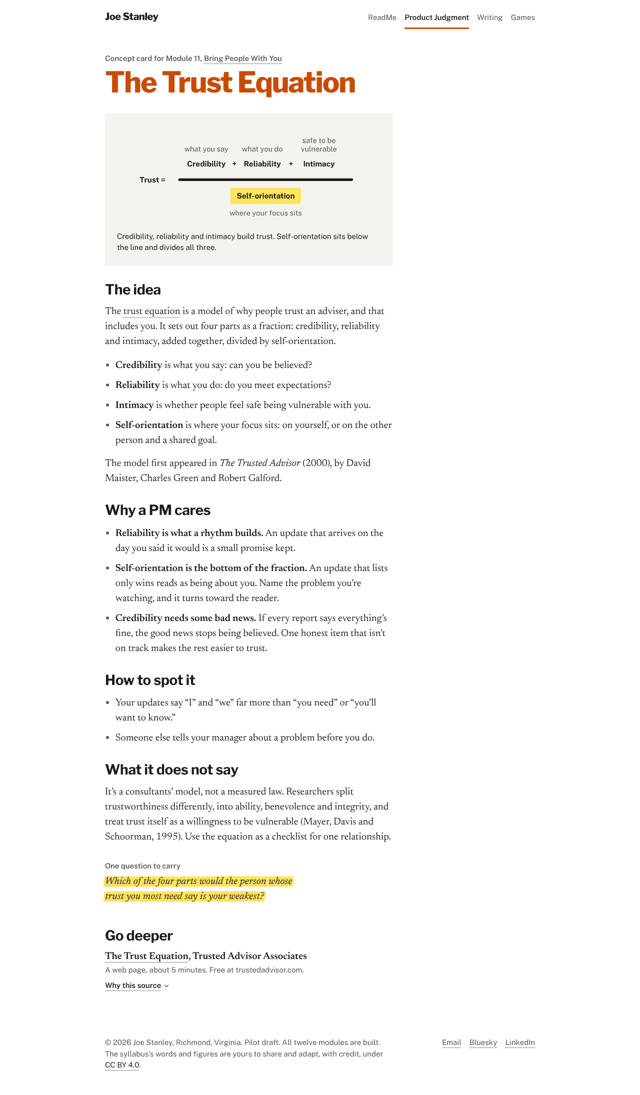 Joe Stanley
ReadMe Product Judgment Writing Games
Concept card for Module 11, Bring People With You
The Trust Equation
what you say what you do safe to be vulnerable
Credibility + Reliability + Intimacy
Trust =
Self-orientation
where your focus sits
Credibility, reliability and intimacy build trust. Self-orientation sits below
the line and divides all three.
The idea
The trust equation is a model of why people trust an adviser, and that
includes you. It sets out four parts as a fraction: credibility, reliability
and intimacy, added together, divided by self-orientation.
• Credibility is what you say: can you be believed?
• Reliability is what you do: do you meet expectations?
• Intimacy is whether people feel safe being vulnerable with you.
• Self-orientation is where your focus sits: on yourself, or on the other
person and a shared goal.
The model first appeared in The Trusted Advisor (2000), by David
Maister, Charles Green and Robert Galford.
Why a PM cares
• Reliability is what a rhythm builds. An update that arrives on the
day you said it would is a small promise kept.
• Self-orientation is the bottom of the fraction. An update that lists
only wins reads as being about you. Name the problem you’re
watching, and it turns toward the reader.
• Credibility needs some bad news. If every report says everything’s
fine, the good news stops being believed. One honest item that isn’t
on track makes the rest easier to trust.
How to spot it
• Your updates say “I” and “we” far more than “you need” or “you’ll
want to know.”
• Someone else tells your manager about a problem before you do.
What it does not say
It’s a consultants’ model, not a measured law. Researchers split
trustworthiness differently, into ability, benevolence and integrity, and
treat trust itself as a willingness to be vulnerable (Mayer, Davis and
Schoorman, 1995). Use the equation as a checklist for one relationship.
One question to carry
Which of the four parts would the person whose
trust you most need say is your weakest?
Go deeper
The Trust Equation, Trusted Advisor Associates
A web page, about 5 minutes. Free at trustedadvisor.com.
Why this source
© 2026 Joe Stanley, Richmond, Virginia. Pilot draft. All twelve modules are built.
The syllabus’s words and figures are yours to share and adapt, with credit, under
CC BY 4.0.
Email Bluesky LinkedIn